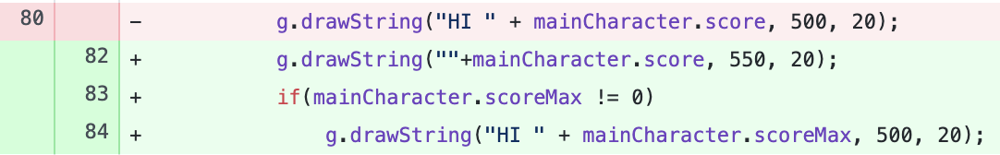 80 - g.drawString("HI " + mainCharacter.score, 500, 20);
82 + g.drawString(""+mainCharacter.score, 550, 20);
83 + if(mainCharacter.scoreMax != 0)
84 + g.drawString("HI " + mainCharacter.scoreMax, 500, 20);